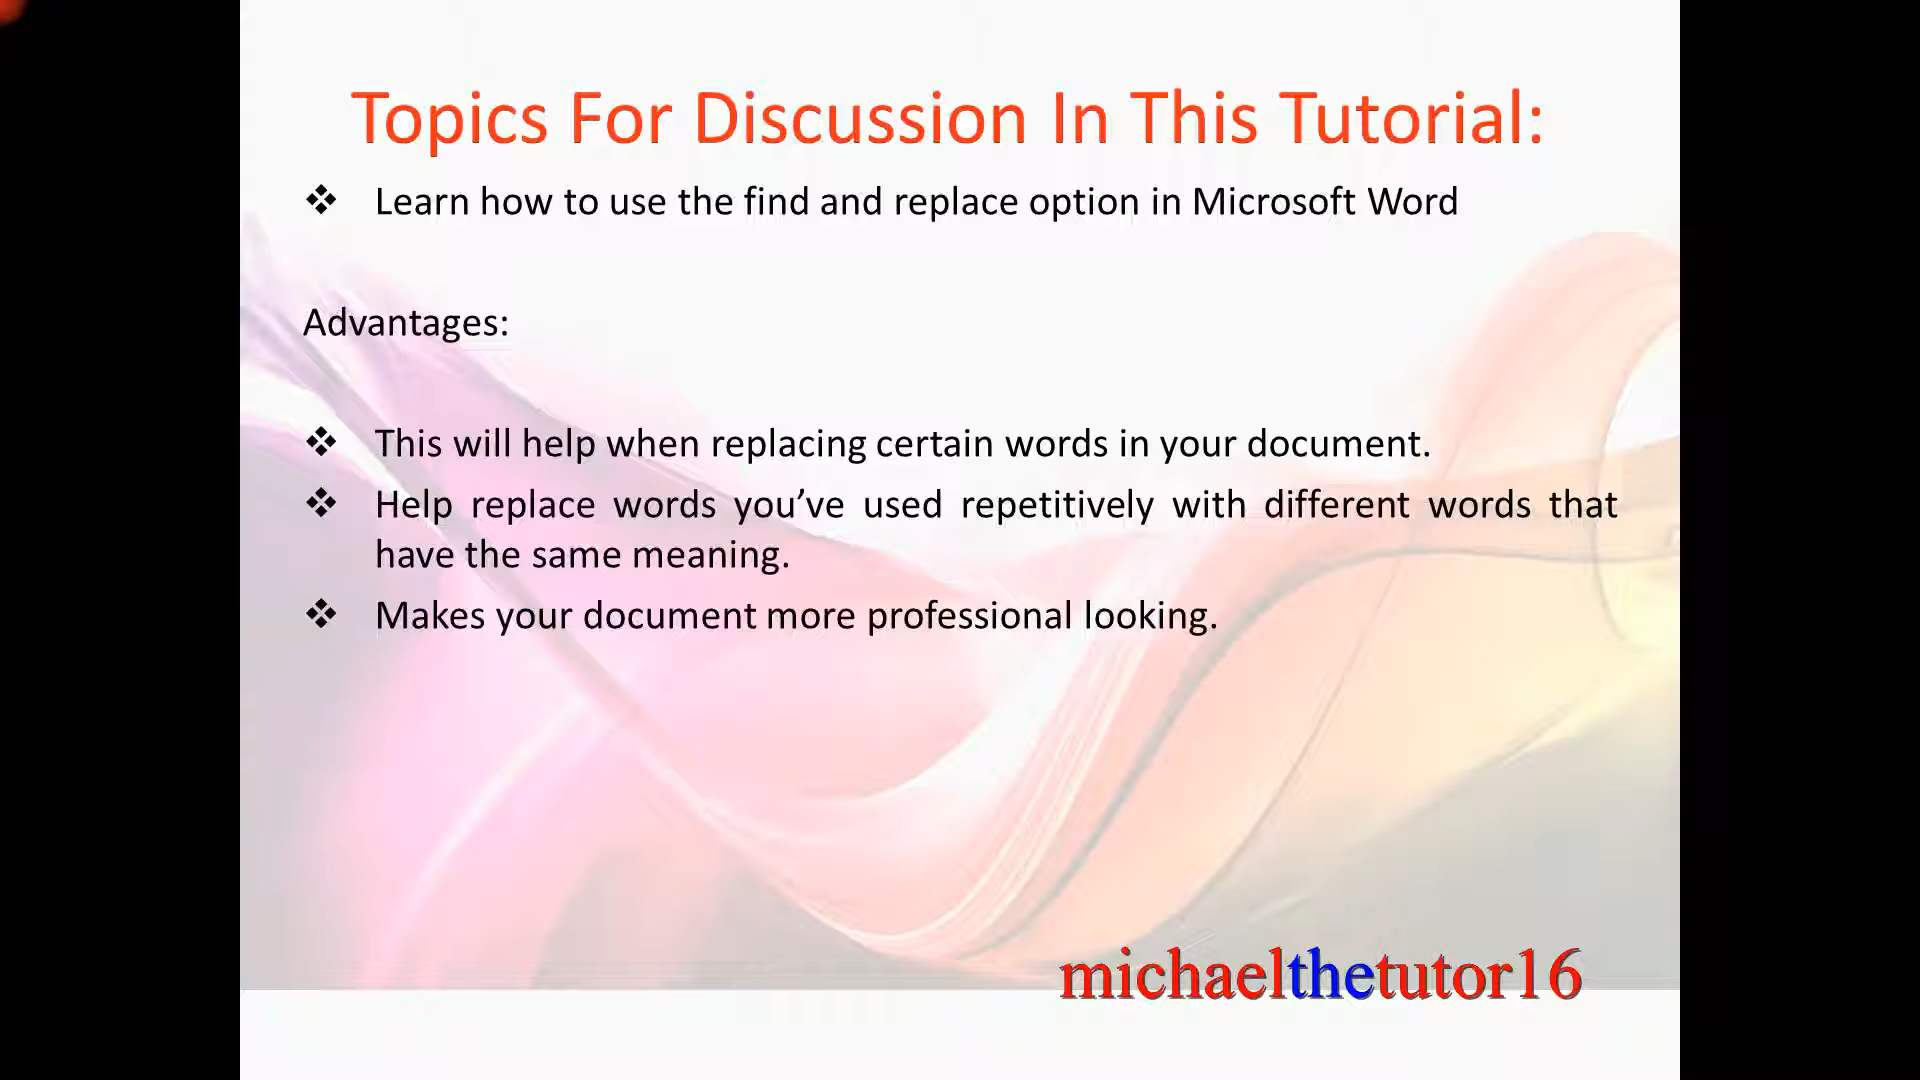 Topics For Discussion In This Tutorial:
❖ Learn how to use the find and replace option in Microsoft Word
Advantages:
❖ This will help when replacing certain words in your document.
❖ Help replace words you’ve used repetitively with different words that
have the same meaning.
❖ Makes your document more professional looking.
michaelthetutor16